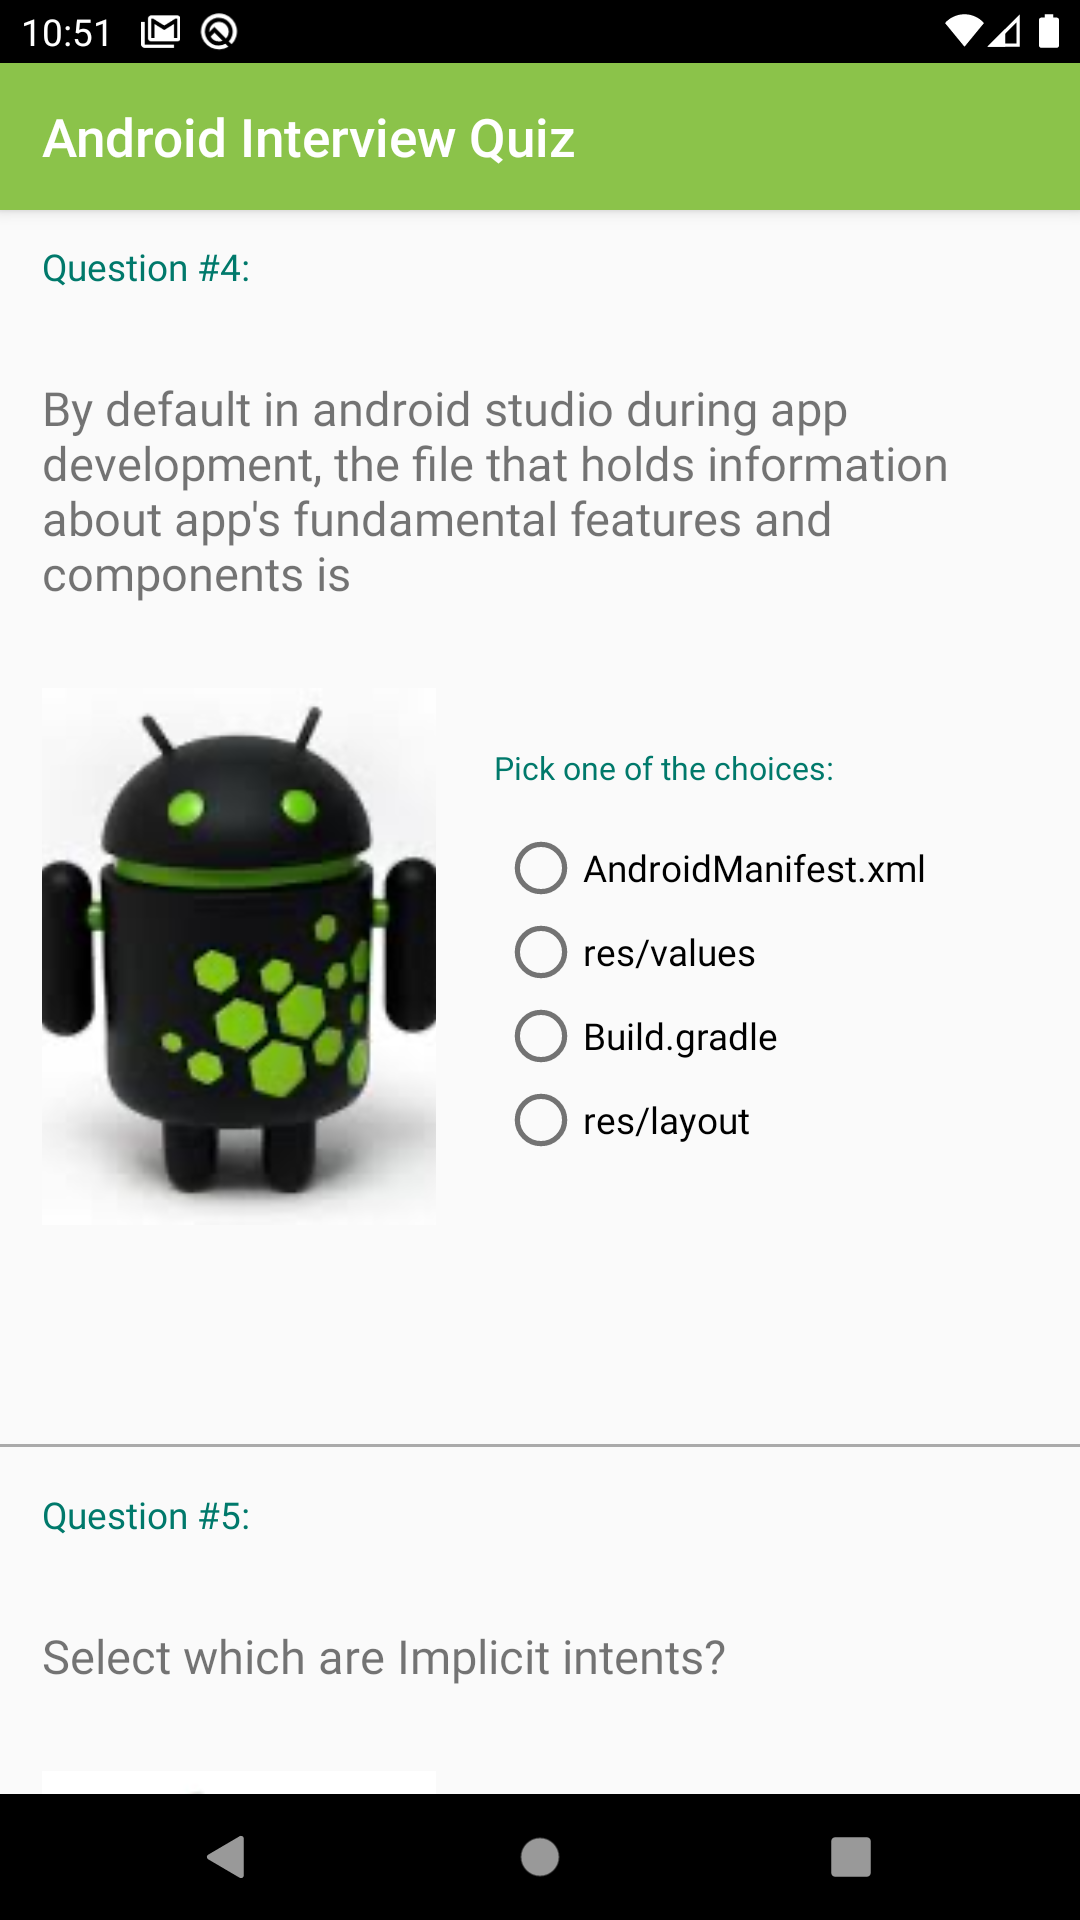 10:51
Android Interview Quiz
Question #4:
By default in android studio during app
development, the file that holds information
about app's fundamental features and
components is
Pick one of the choices:
AndroidManifest.xml
res/values
Build.gradle
res/layout
Question #5:
Select which are Implicit intents?